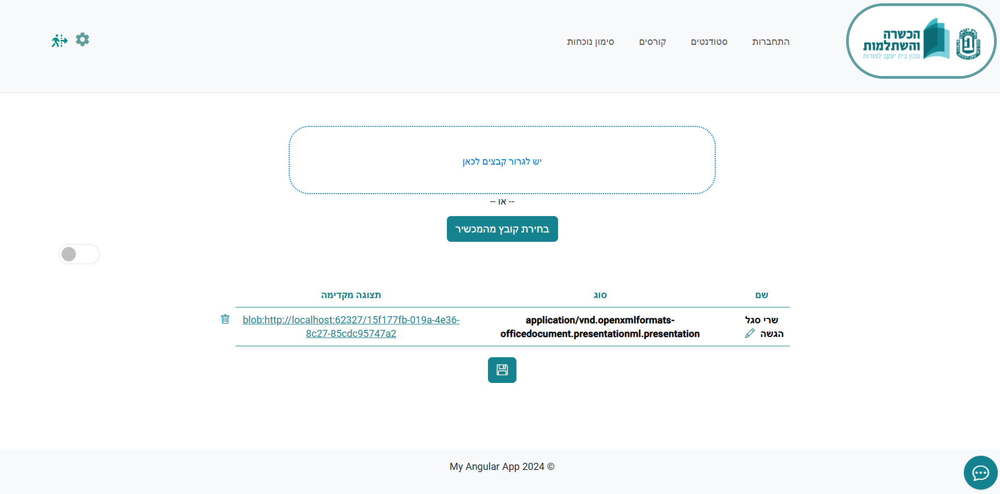 הכשרה
והשתלמות
מכון בית יעקב למורות
התחברות
סטודנטים
קורסים
סימון נוכחות
יש לגרור קבצים לכאן
-- או --
בחירת קובץ מהמכשיר
שם
סוג
תצוגה מקדימה
שרי סגל
הגשה
application/vnd.openxmlformats-
officedocument.presentationml.presentation
blob:http://localhost:62327/15f177fb-019a-4e36-
8c27-85cdc95747a2
My Angular App 2024 ©